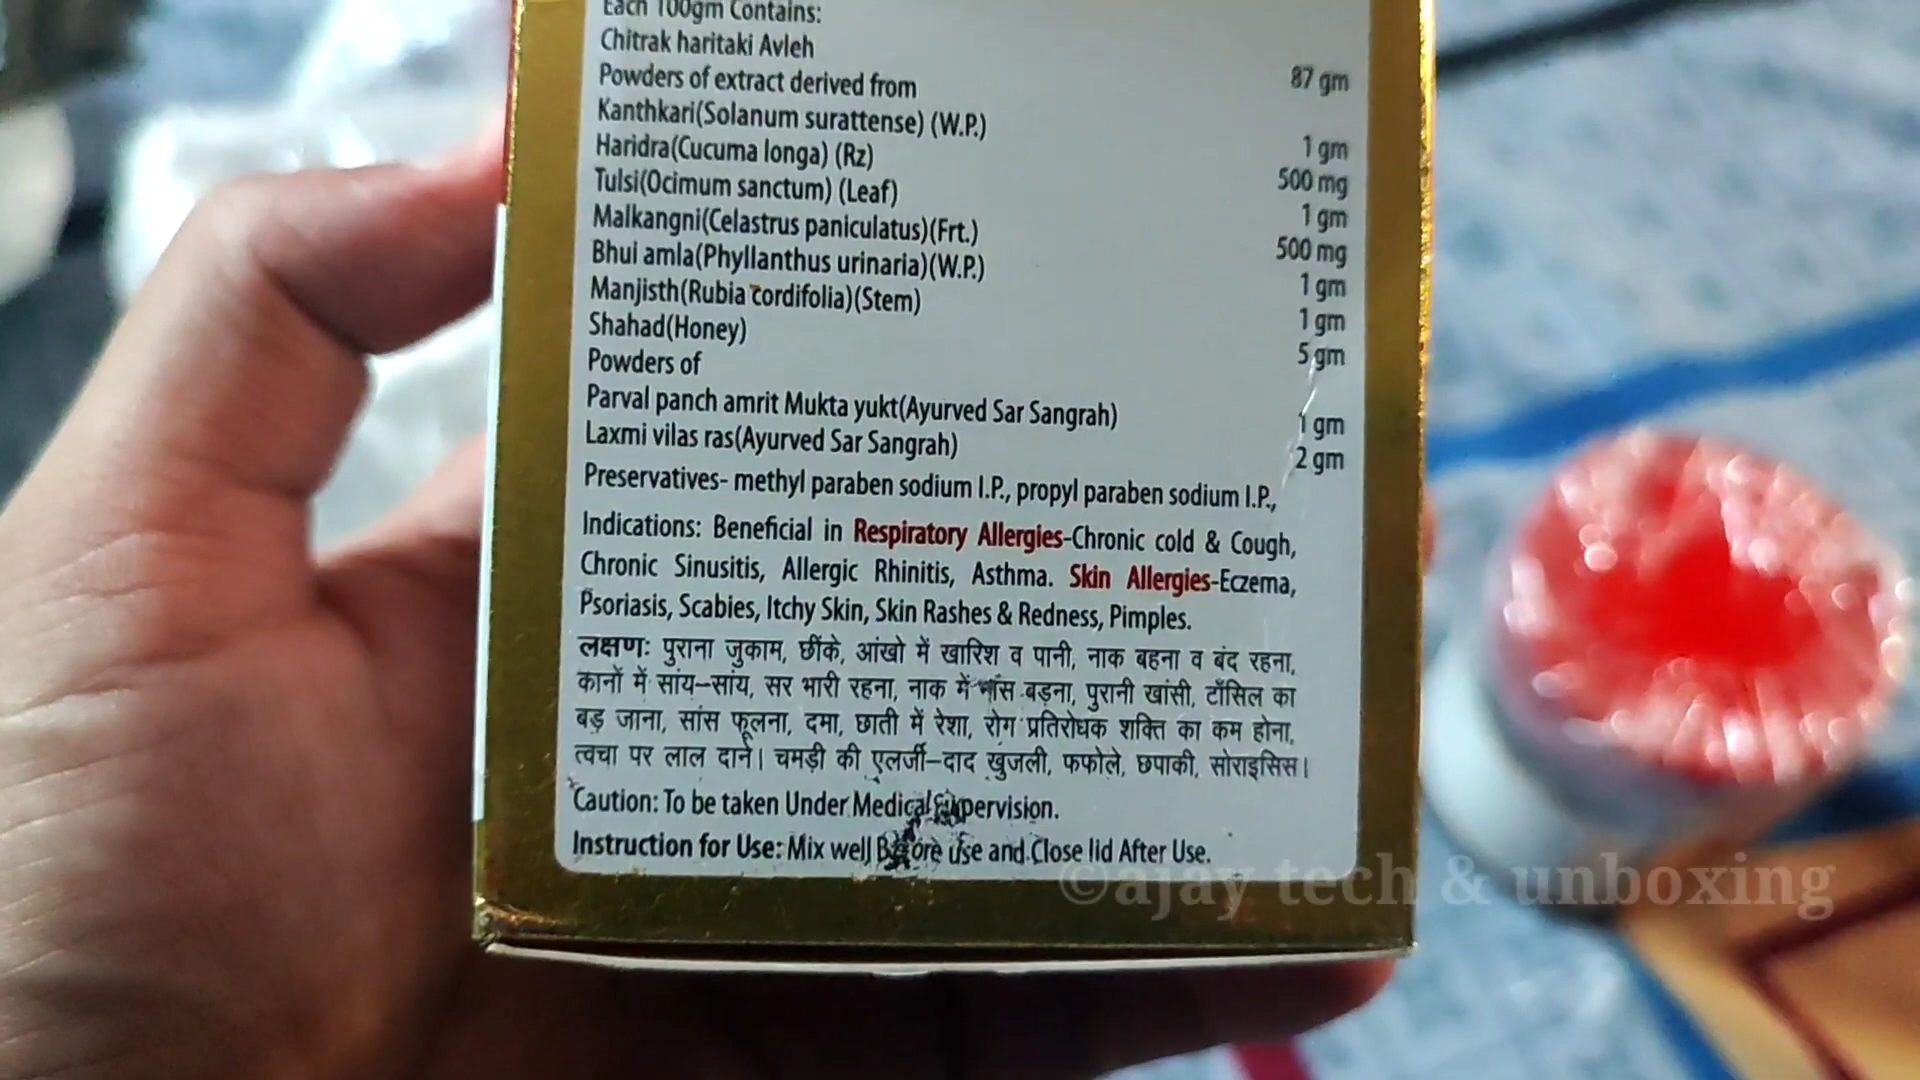 Each 100gm Contains:
Chitrak haritaki Avleh 87 gm
Powders of extract derived from
Kanthkari(Solanum surattense) (W.P.) 1 gm
Haridra(Cucuma longa) (Rz) 500 mg
Tulsi(Ocimum sanctum) (Leaf) 1 gm
Malkangni(Celastrus paniculatus)(Frt.) 500 mg
Bhui amla(Phyllanthus urinaria)(W.P.) 1 gm
Manjisth(Rubia cordifolia)(Stem) 1 gm
Shahad(Honey) 5 gm
Powders of
Parval panch amrit Mukta yukt(Ayurved Sar Sangrah) 1 gm
Laxmi vilas ras(Ayurved Sar Sangrah) 2 gm
Preservatives- methyl paraben sodium I.P., propyl paraben sodium I.P.,
Indications: Beneficial in Respiratory Allergies-Chronic cold & Cough,
Chronic Sinusitis, Allergic Rhinitis, Asthma. Skin Allergies-Eczema,
Psoriasis, Scabies, Itchy Skin, Skin Rashes & Redness, Pimples.
लक्षणः पुराना जुकाम, छींके, आंखो में खारिश व पानी, नाक बहना व बंद रहना,
कानों में सांय-सांय, सर भारी रहना, नाक में मांस बड़ना, पुरानी खांसी, टॉंसिल का
बड़ जाना, सांस फूलना, दमा, छाती में रेशा, रोग प्रतिरोधक शक्ति का कम होना,
त्वचा पर लाल दाने। चमड़ी की एलर्जी-दाद खुजली, फफोले, छपाकी, सोराइसिस।
Caution: To be taken Under Medical Supervision.
Instruction for Use: Mix well Before use and Close lid After Use.
©ajay tech & unboxing